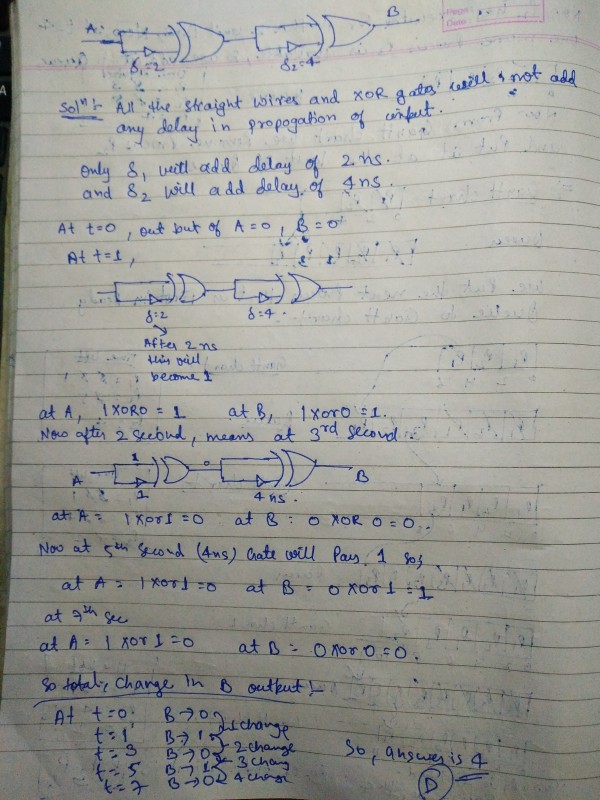 Page:
Date:
A B
δ₁=2 δ₂=4
Solⁿ:- All the straight wires and XOR gates will not add
any delay in propogation of input.
Only δ₁ will add delay of 2 ns.
and δ₂ will add delay of 4 ns.
At t=0, out but of A=0, B=0
At t=1,
δ=2 δ=4.
After 2 ns
this will
become 1
at A, 1 XOR 0 = 1 at B, 1 xor 0 = 1.
Now after 2 second, means at 3rd second.
A 1 0 B
1 4 ns.
at A = 1 xor 1 = 0 at B : 0 XOR 0 = 0.
Now at 5th second (4ns) Gate will Pass 1 so,
at A = 1 xor 1 = 0 at B = 0 xor 1 = 1
at 7th sec
at A = 1 xor 1 = 0 at B = 0 xor 0 = 0.
So total, change in B output:-
At t=0, B→0 1 change
t=1 B→1 2 change
t=3 B→0 3 chang
t=5 B→1 4 change
t=7 B→0
So, answer is 4
D